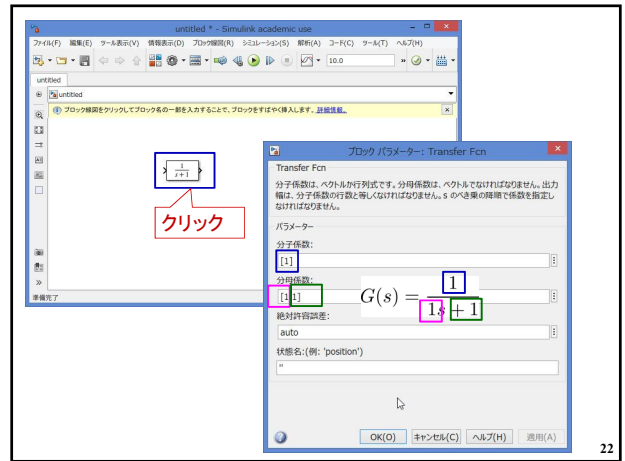 untitled * - Simulink academic use
ファイル(F) 編集(E) ツール表示(V) 情報表示(D) ブロック線図(R) シミュレーション(S) 解析(A) コード(C) ツール(T) ヘルプ(H)
10.0
untitled
untitled
ブロック線図をクリックしてブロック名の一部を入力することで、ブロックをすばやく挿入します。詳細情報。
1
s+1
クリック
準備完了
ブロック パラメーター: Transfer Fcn
Transfer Fcn
分子係数は、ベクトルか行列式です。分母係数は、ベクトルでなければなりません。出力
幅は、分子係数の行数と等しくなければなりません。s のべき乗の降順で係数を指定し
なければなりません。
パラメーター
分子係数:
[1]
分母係数:
[1 1]
G(s) = 1 / 1s + 1
絶対許容誤差:
auto
状態名:(例: 'position')
''
OK(O) キャンセル(C) ヘルプ(H) 適用(A)
22